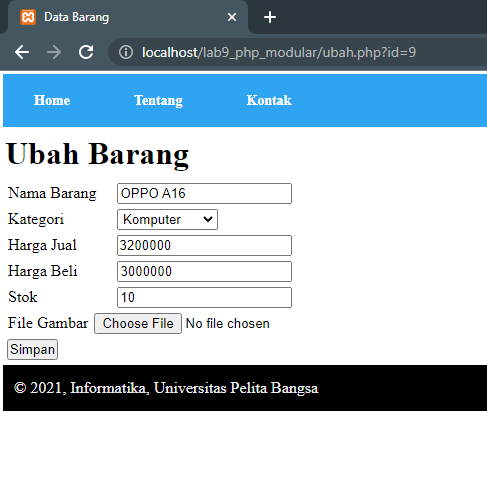 Data Barang
localhost/lab9_php_modular/ubah.php?id=9
Home Tentang Kontak
Ubah Barang
Nama Barang OPPO A16
Kategori Komputer
Harga Jual 3200000
Harga Beli 3000000
Stok 10
File Gambar Choose File No file chosen
Simpan
© 2021, Informatika, Universitas Pelita Bangsa